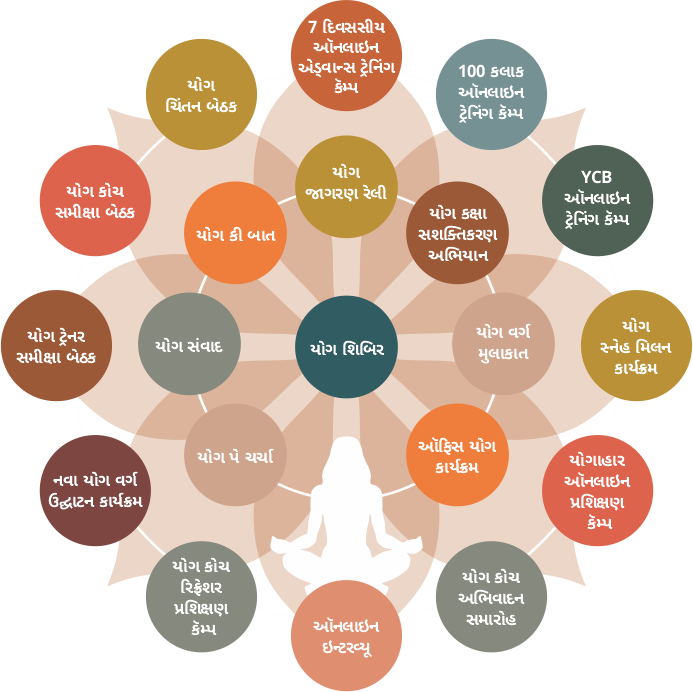 7 દિવસસીય
ઑનલાઇન
એડ્વાન્સ ટ્રેનિંગ
કૅમ્પ
100 કલાક
ઑનલાઇન
ટ્રેનિંગ કૅમ્પ
YCB
ઑનલાઇન
ટ્રેનિંગ કૅમ્પ
યોગ
સ્નેહ મિલન
કાર્યક્રમ
યોગાહાર
ઑનલાઇન
પ્રશિક્ષણ
કૅમ્પ
યોગ કોચ
અભિવાદન
સમારોહ
ઑનલાઇન
ઇન્ટરવ્યૂ
યોગ કોચ
રિફ્રેશર
પ્રશિક્ષણ
કૅમ્પ
નવા યોગ વર્ગ
ઉદ્ઘાટન કાર્યક્રમ
યોગ ટ્રેનર
સમીક્ષા બેઠક
યોગ કોચ
સમીક્ષા બેઠક
યોગ
ચિંતન બેઠક
યોગ
જાગરણ રેલી
યોગ કક્ષા
સશક્તિકરણ
અભિયાન
યોગ વર્ગ
મુલાકાત
ઑફિસ યોગ
કાર્યક્રમ
યોગ પે ચર્ચા
યોગ સંવાદ
યોગ કી બાત
યોગ શિબિર